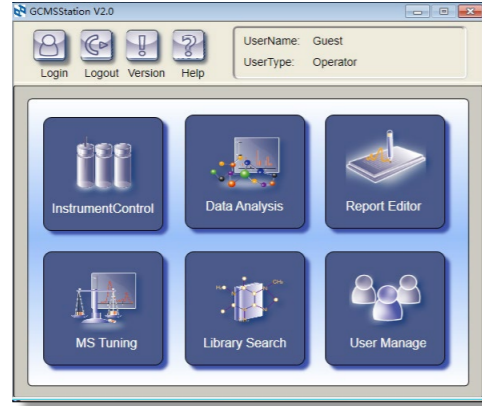 GCMSStation V2.0
UserName: Guest
UserType: Operator
Login Logout Version Help
InstrumentControl Data Analysis Report Editor
MS Tuning Library Search User Manage